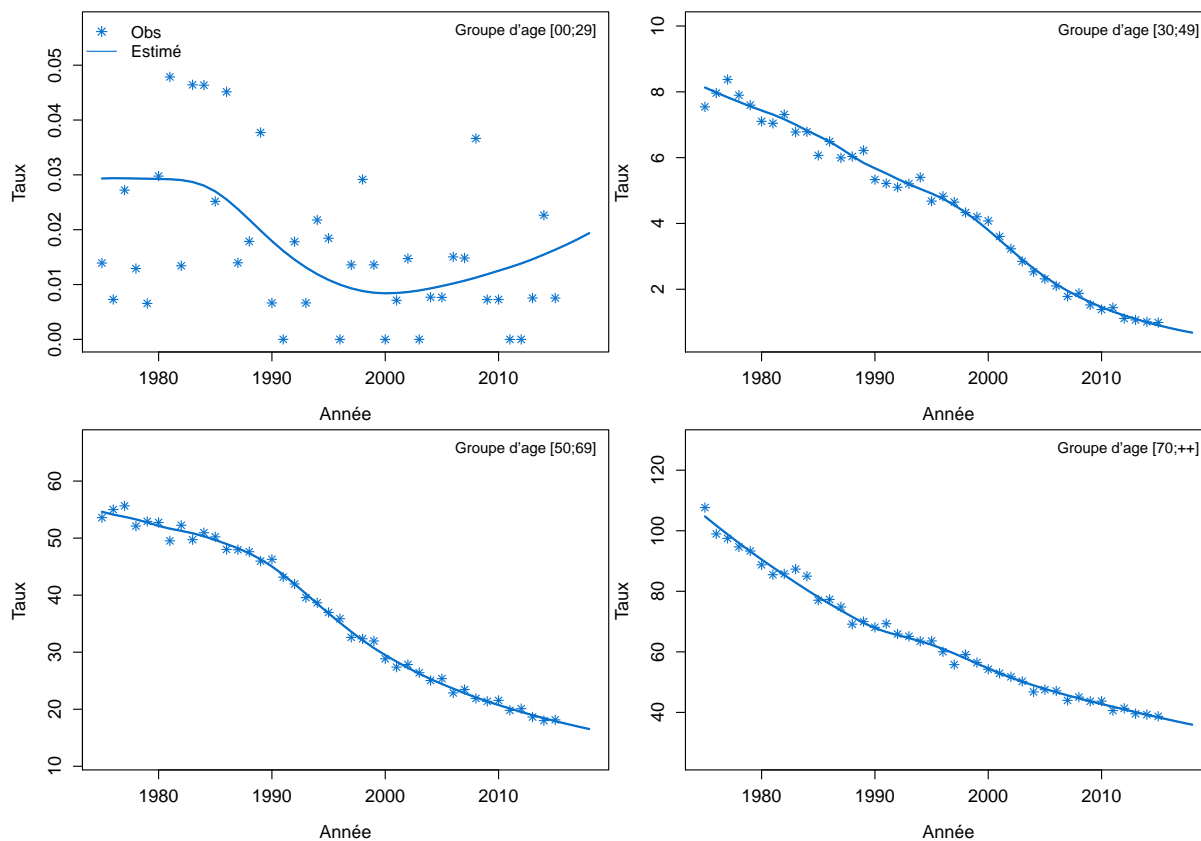 Groupe d'age [00;29]
Obs
Estimé
Taux
0.00 0.01 0.02 0.03 0.04 0.05
1980 1990 2000 2010
Année
Groupe d'age [30;49]
Taux
2 4 6 8 10
1980 1990 2000 2010
Année
Groupe d'age [50;69]
Taux
10 20 30 40 50 60
1980 1990 2000 2010
Année
Groupe d'age [70;++]
Taux
40 60 80 100 120
1980 1990 2000 2010
Année